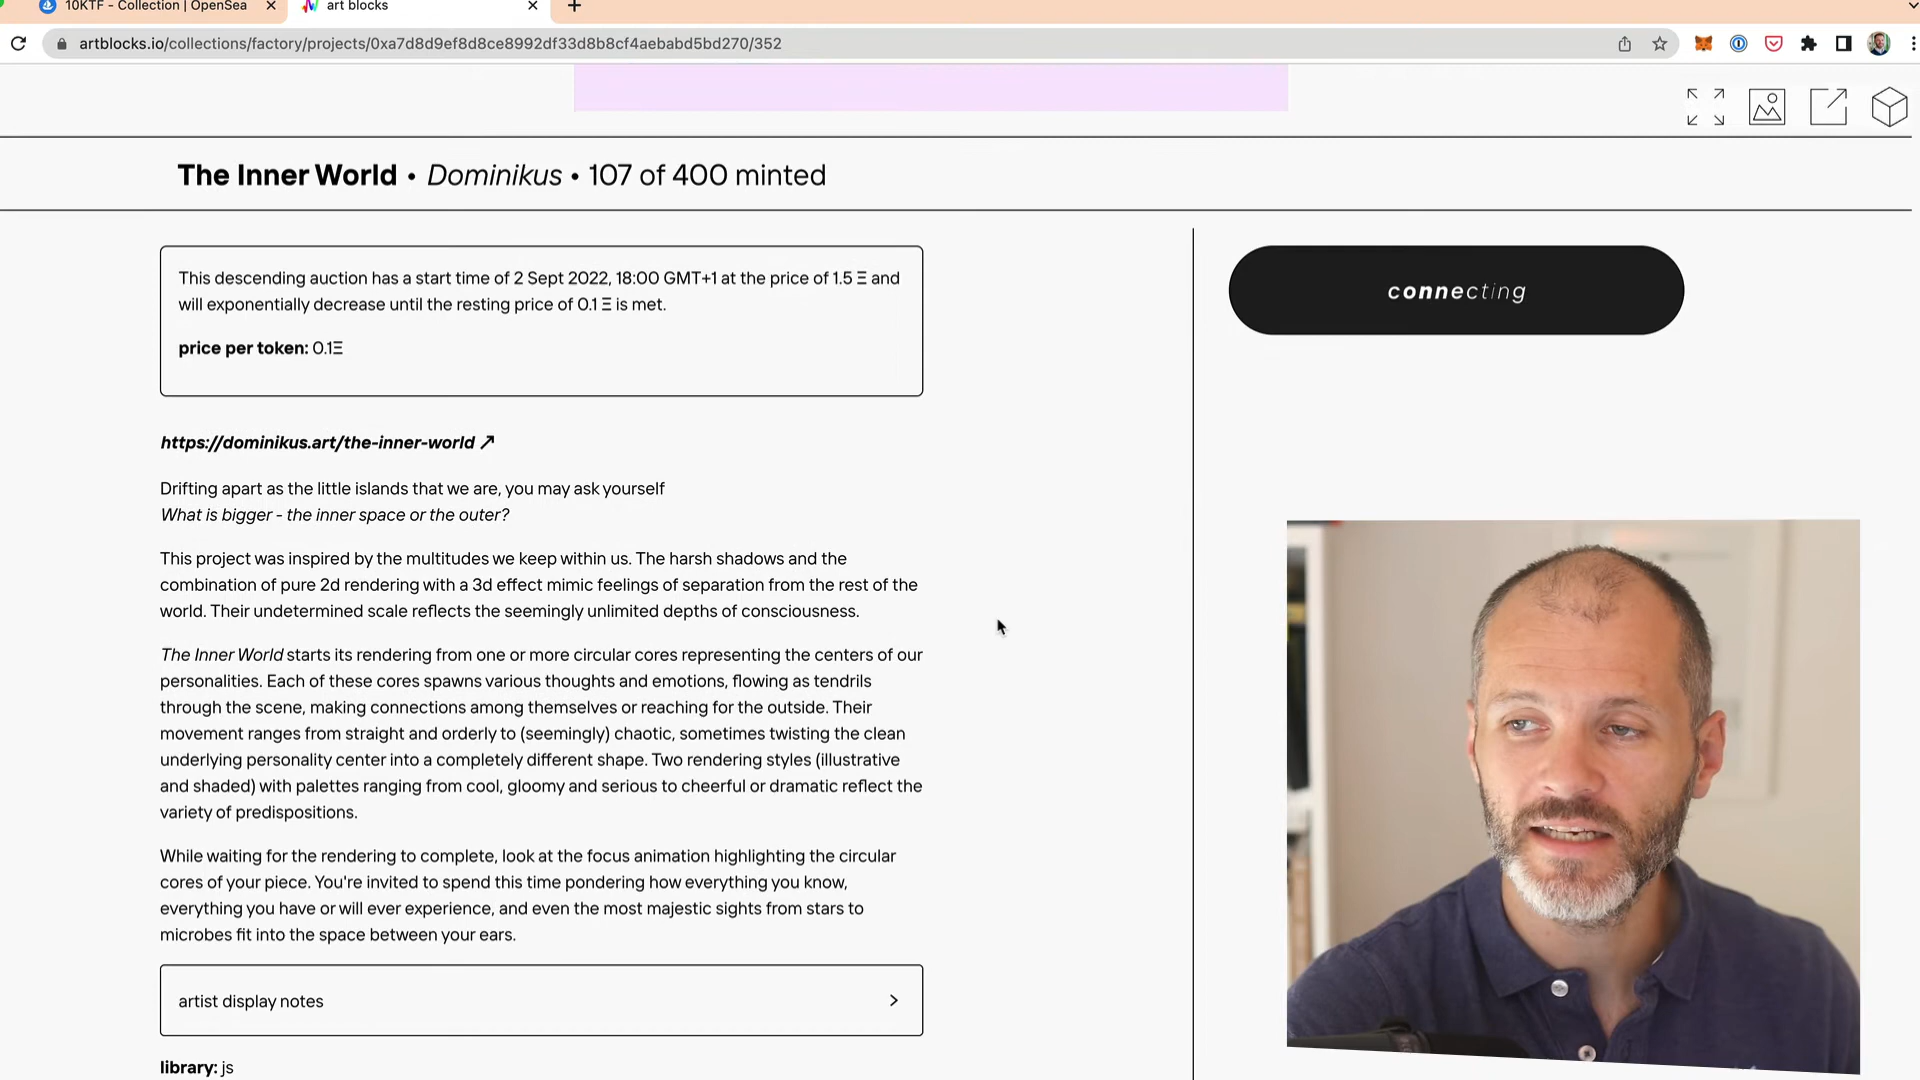 10KTF - Collection | OpenSea
art blocks
artblocks.io/collections/factory/projects/0xa7d8d9ef8d8ce8992df33d8b8cf4aebabd5bd270/352
The Inner World • Dominikus • 107 of 400 minted
This descending auction has a start time of 2 Sept 2022, 18:00 GMT+1 at the price of 1.5 Ξ and
will exponentially decrease until the resting price of 0.1 Ξ is met.
price per token: 0.1Ξ
connecting
https://dominikus.art/the-inner-world ↗
Drifting apart as the little islands that we are, you may ask yourself
What is bigger - the inner space or the outer?
This project was inspired by the multitudes we keep within us. The harsh shadows and the
combination of pure 2d rendering with a 3d effect mimic feelings of separation from the rest of the
world. Their undetermined scale reflects the seemingly unlimited depths of consciousness.
The Inner World starts its rendering from one or more circular cores representing the centers of our
personalities. Each of these cores spawns various thoughts and emotions, flowing as tendrils
through the scene, making connections among themselves or reaching for the outside. Their
movement ranges from straight and orderly to (seemingly) chaotic, sometimes twisting the clean
underlying personality center into a completely different shape. Two rendering styles (illustrative
and shaded) with palettes ranging from cool, gloomy and serious to cheerful or dramatic reflect the
variety of predispositions.
While waiting for the rendering to complete, look at the focus animation highlighting the circular
cores of your piece. You're invited to spend this time pondering how everything you know,
everything you have or will ever experience, and even the most majestic sights from stars to
microbes fit into the space between your ears.
artist display notes
library: js